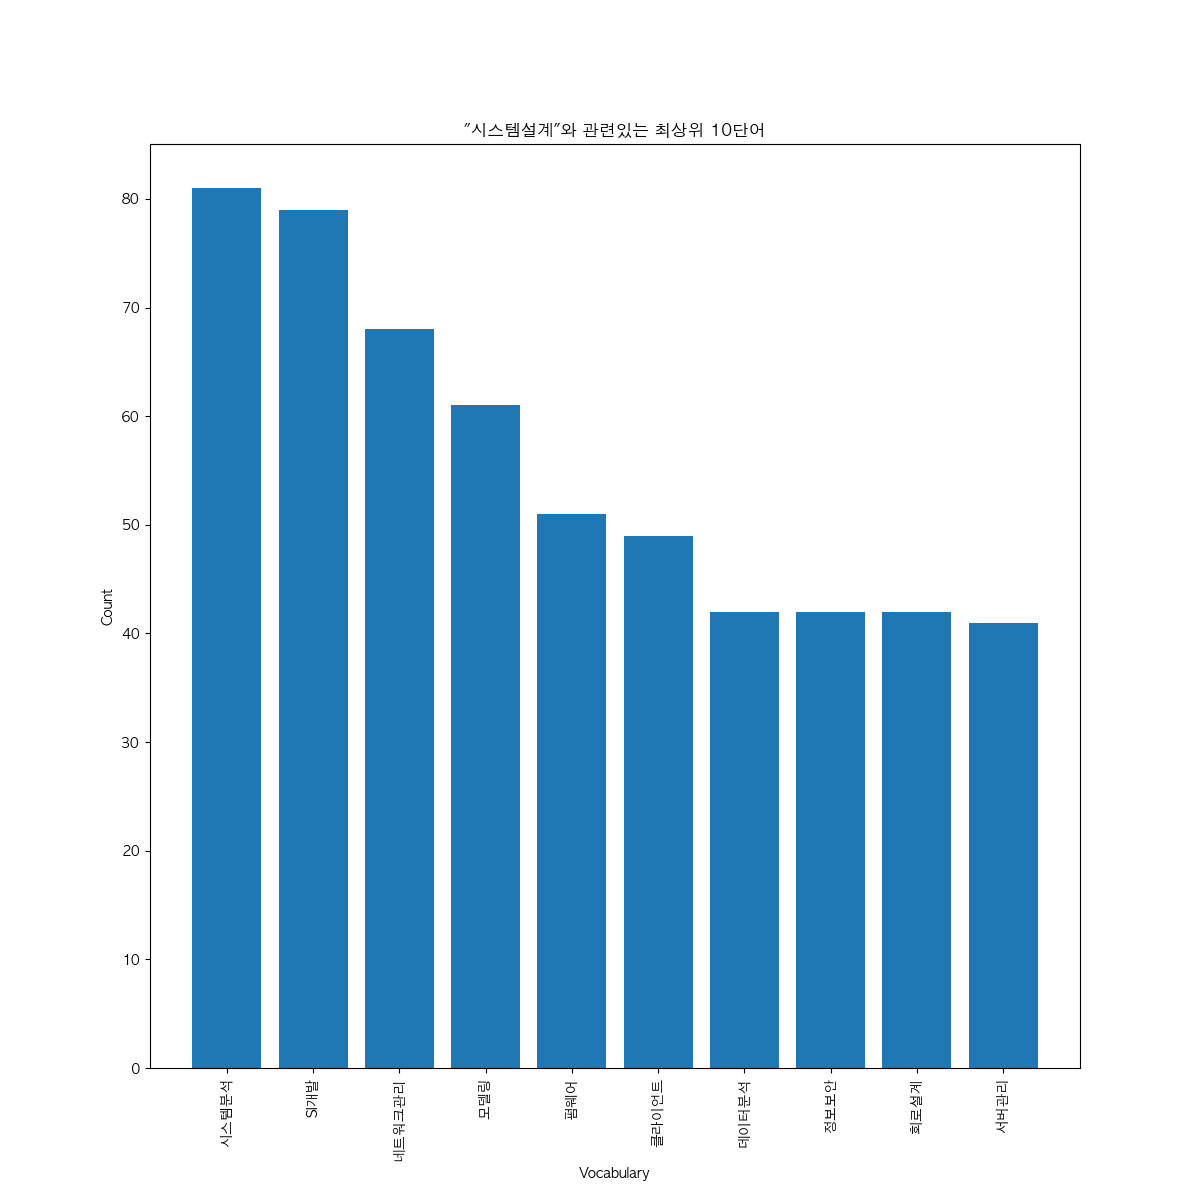 "시스템설계"와 관련있는 최상위 10단어
Count
80
70
60
50
40
30
20
10
0
시스템분석
SI개발
네트워크관리
모델링
펌웨어
클라이언트
데이터분석
정보보안
회로설계
서버관리
Vocabulary